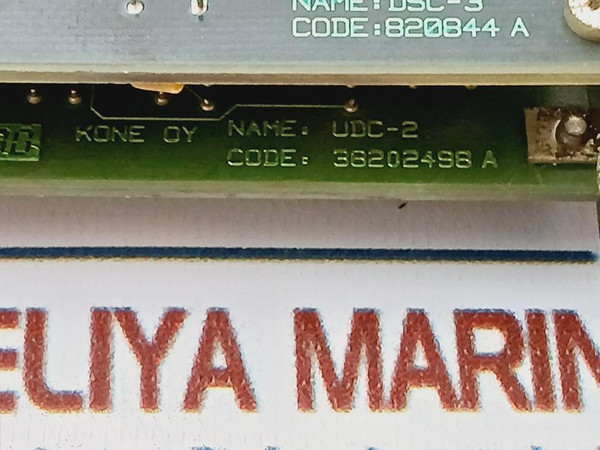 NAME:DSC-3
CODE:820844 A
KONE OY NAME: UDC-2
CODE: 38202498 A
ELIYA MARIN